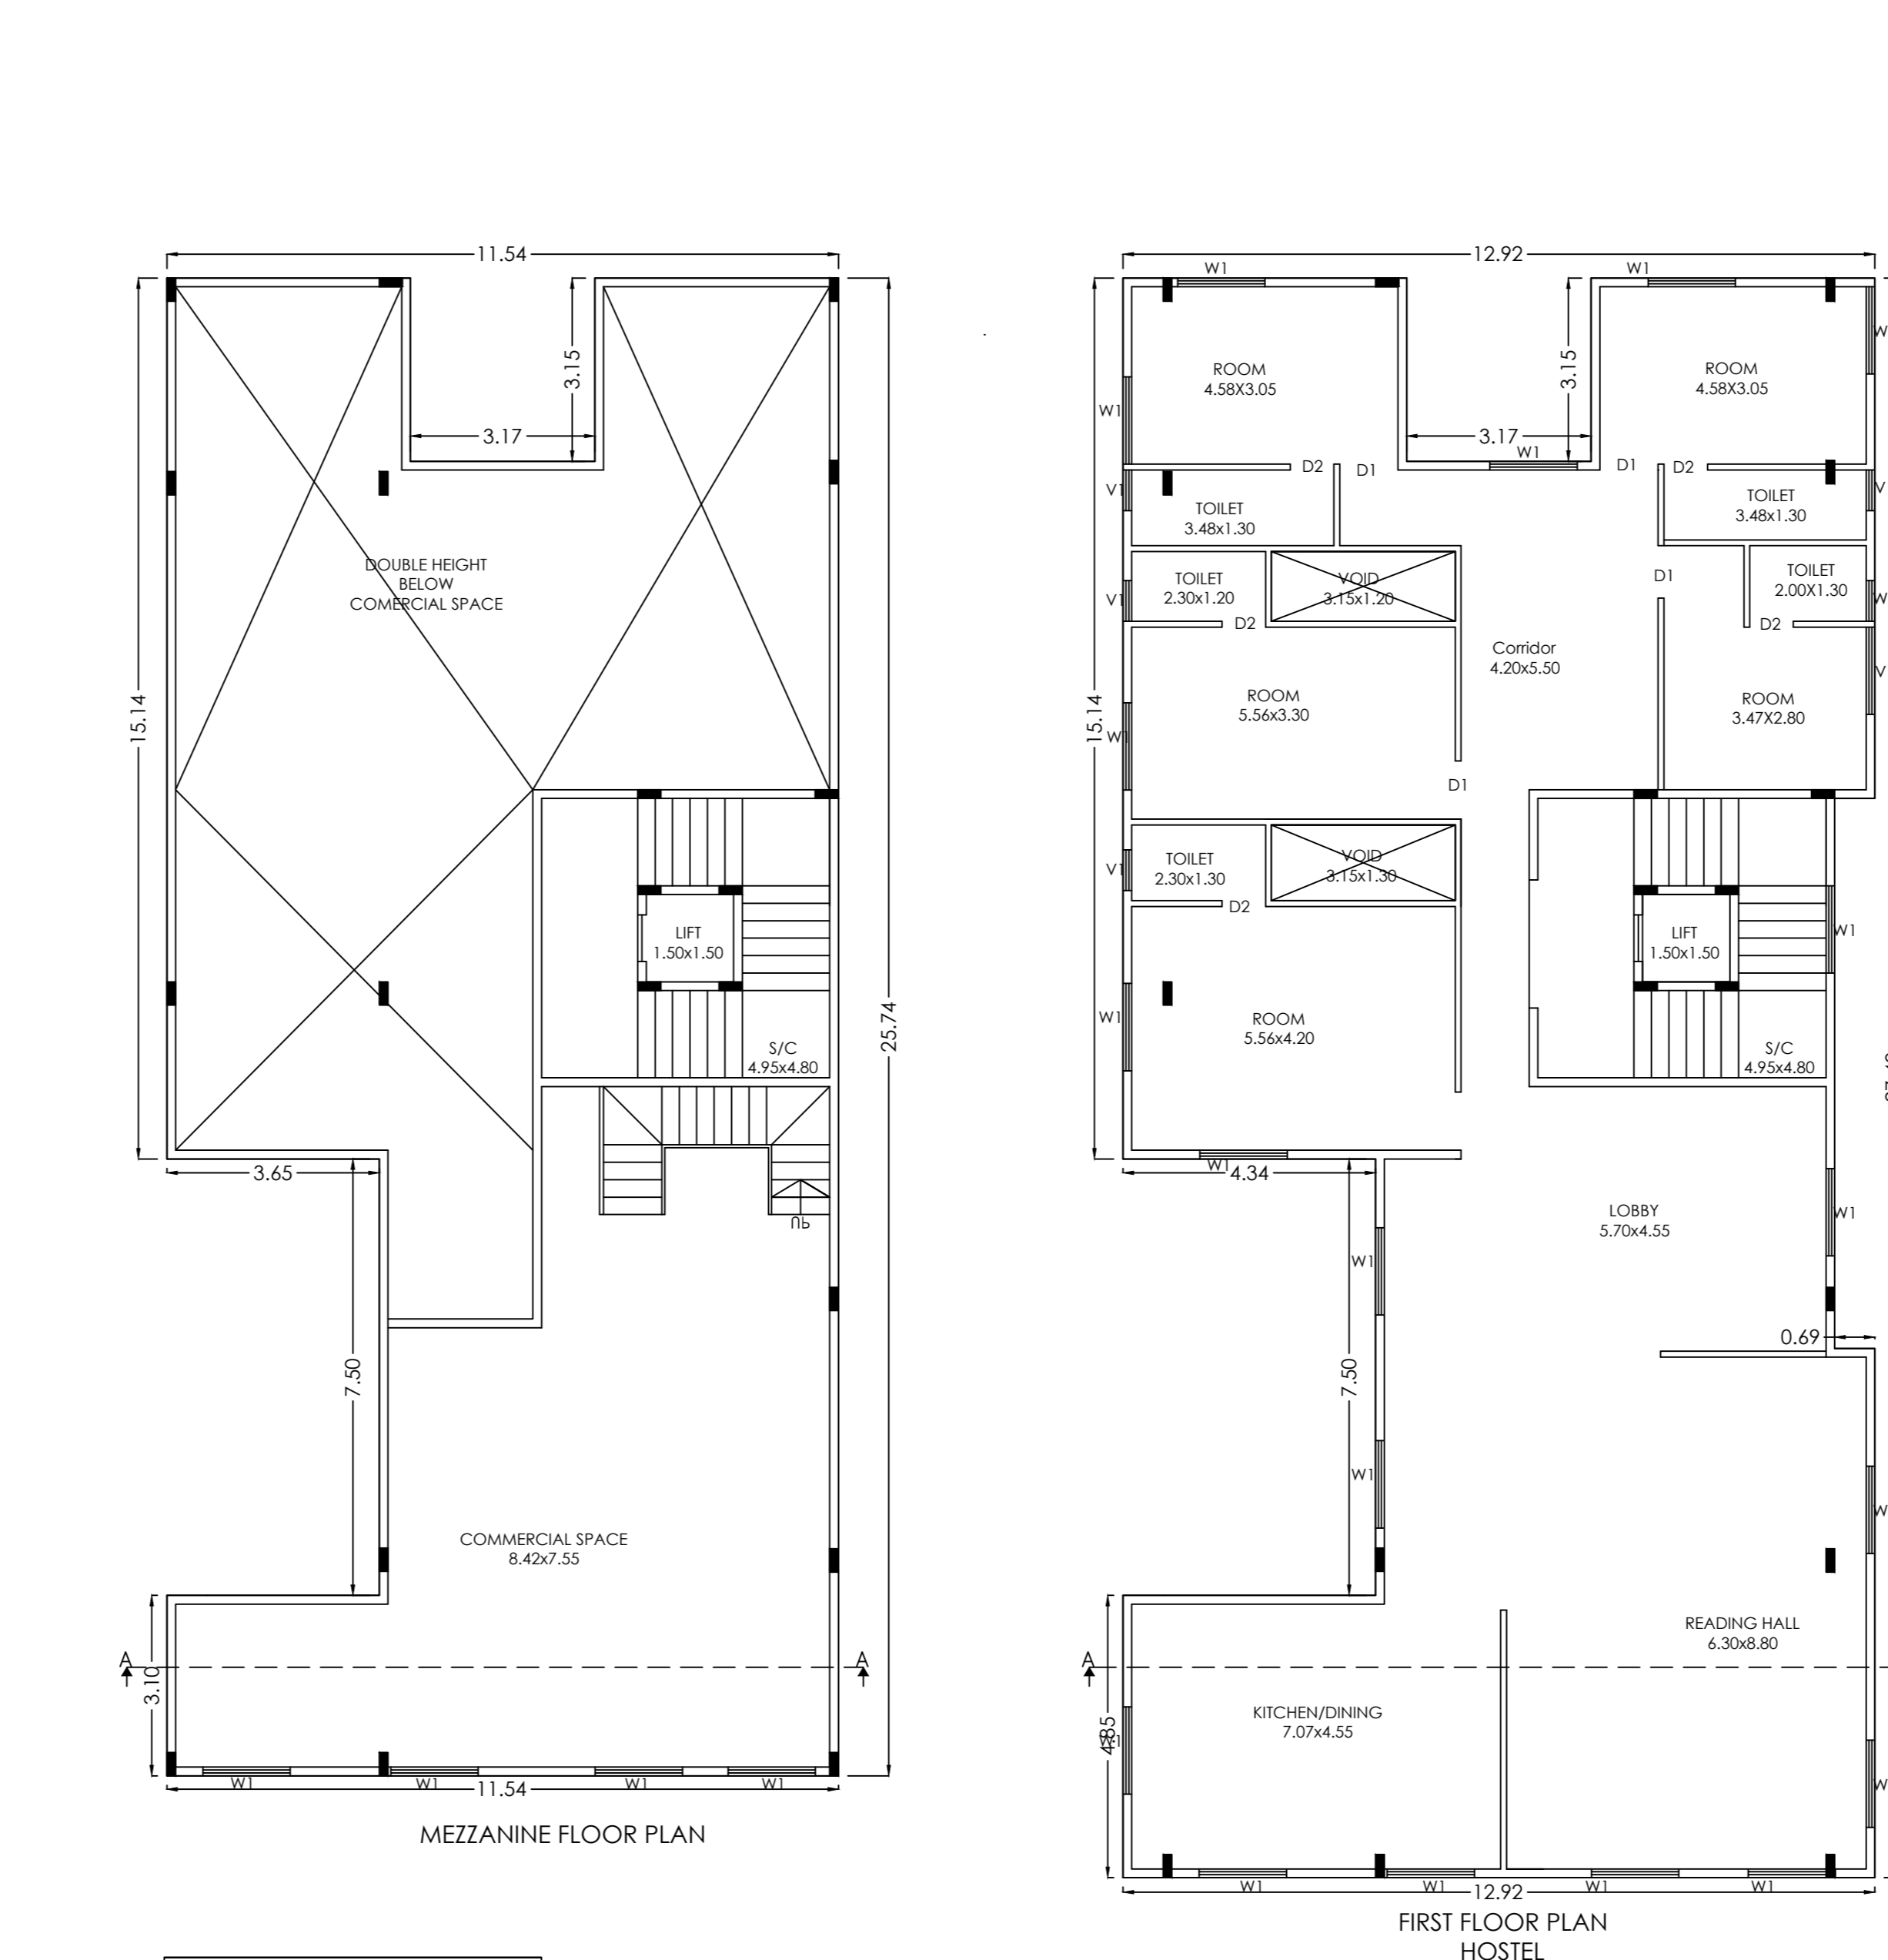 11.54
3.15
3.17
DOUBLE HEIGHT
BELOW
COMERCIAL SPACE
15.14
LIFT
1.50x1.50
25.74
S/C
4.95x4.80
3.65
UP
7.50
COMMERCIAL SPACE
8.42x7.55
A
A
3.10
W1
W1
W1
W1
11.54
MEZZANINE FLOOR PLAN
12.92
W1
W1
W
3.15
ROOM
4.58X3.05
ROOM
4.58X3.05
W1
3.17
W1
D2
D1
D1
D2
V1
V
TOILET
3.48x1.30
TOILET
3.48x1.30
TOILET
2.30x1.20
VOID
3.15x1.20
D1
TOILET
2.00X1.30
V1
W
D2
D2
Corridor
4.20x5.50
V
ROOM
5.56x3.30
ROOM
3.47X2.80
15.14
W1
D1
TOILET
2.30x1.30
VOID
3.15x1.30
V1
D2
LIFT
1.50x1.50
W1
W1
ROOM
5.56x4.20
S/C
4.95x4.80
W1
4.34
LOBBY
5.70x4.55
W1
W1
0.69
7.50
W1
W
READING HALL
6.30x8.80
A
KITCHEN/DINING
7.07x4.55
4.85
W1
W
W1
W1
W1
W1
12.92
FIRST FLOOR PLAN
HOSTEL